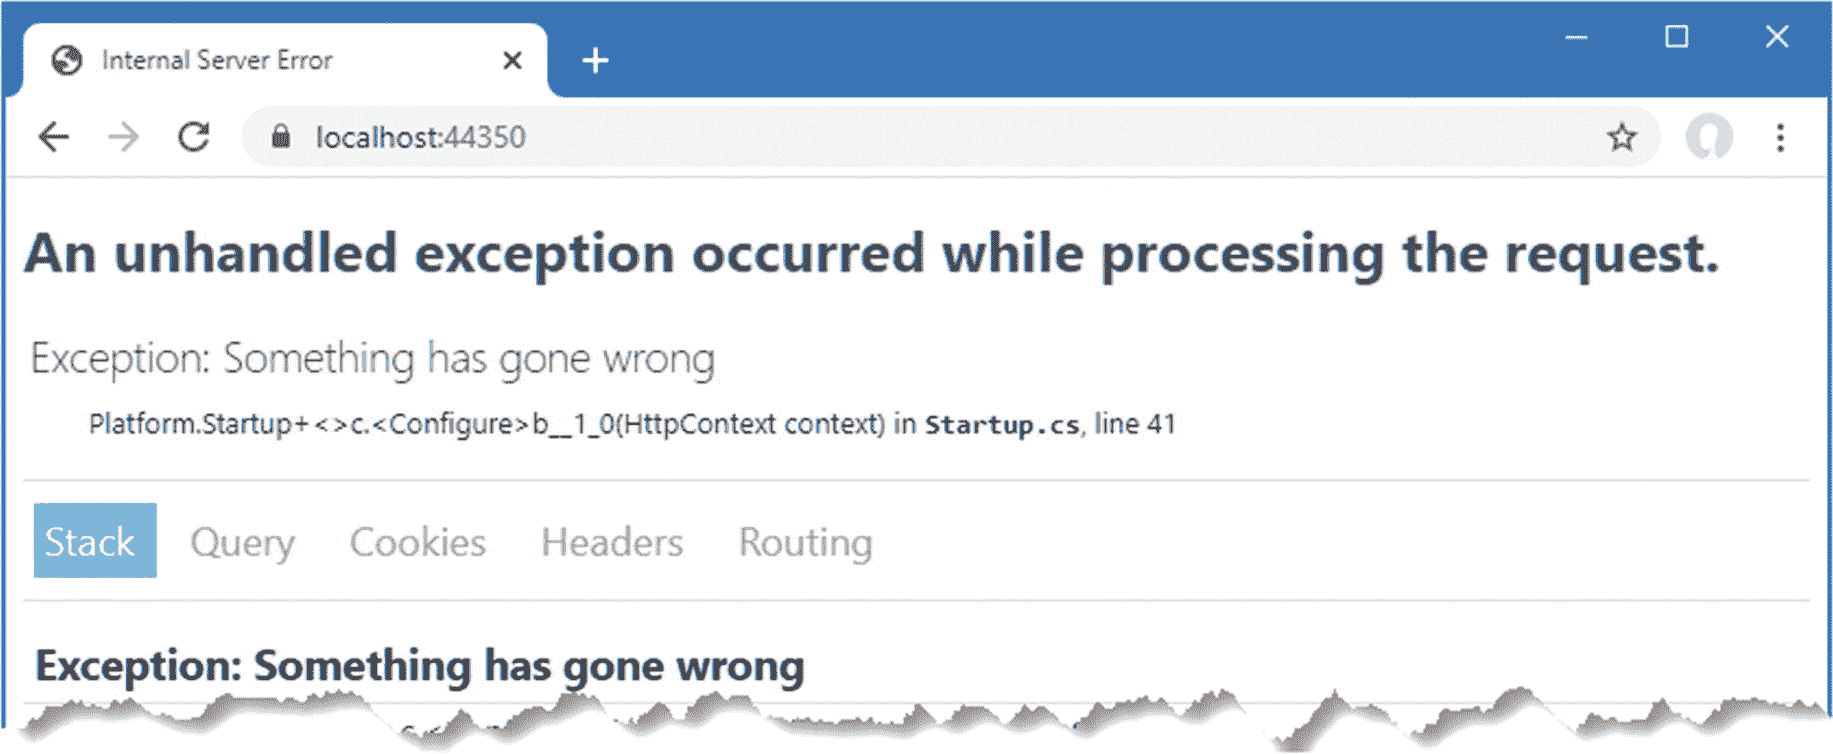 Internal Server Error
localhost:44350
An unhandled exception occurred while processing the request.
Exception: Something has gone wrong
Platform.Startup+<>c.<Configure>b__1_0(HttpContext context) in Startup.cs, line 41
Stack Query Cookies Headers Routing
Exception: Something has gone wrong